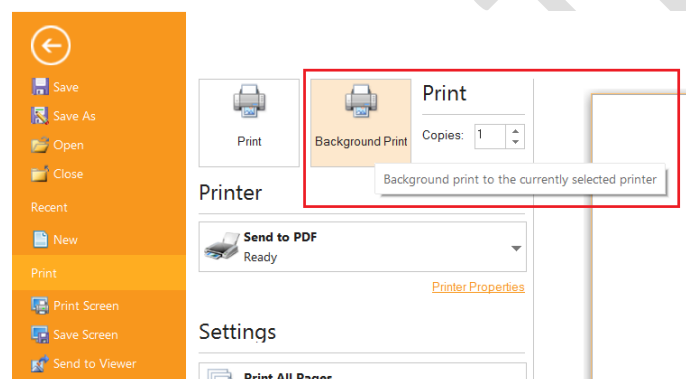 Save
Save As
Open
Close
Recent
New
Print
Print Screen
Save Screen
Send to Viewer
Print
Background Print
Print
Copies: 1
Background print to the currently selected printer
Printer
Send to PDF
Ready
Printer Properties
Settings
Print All Pages